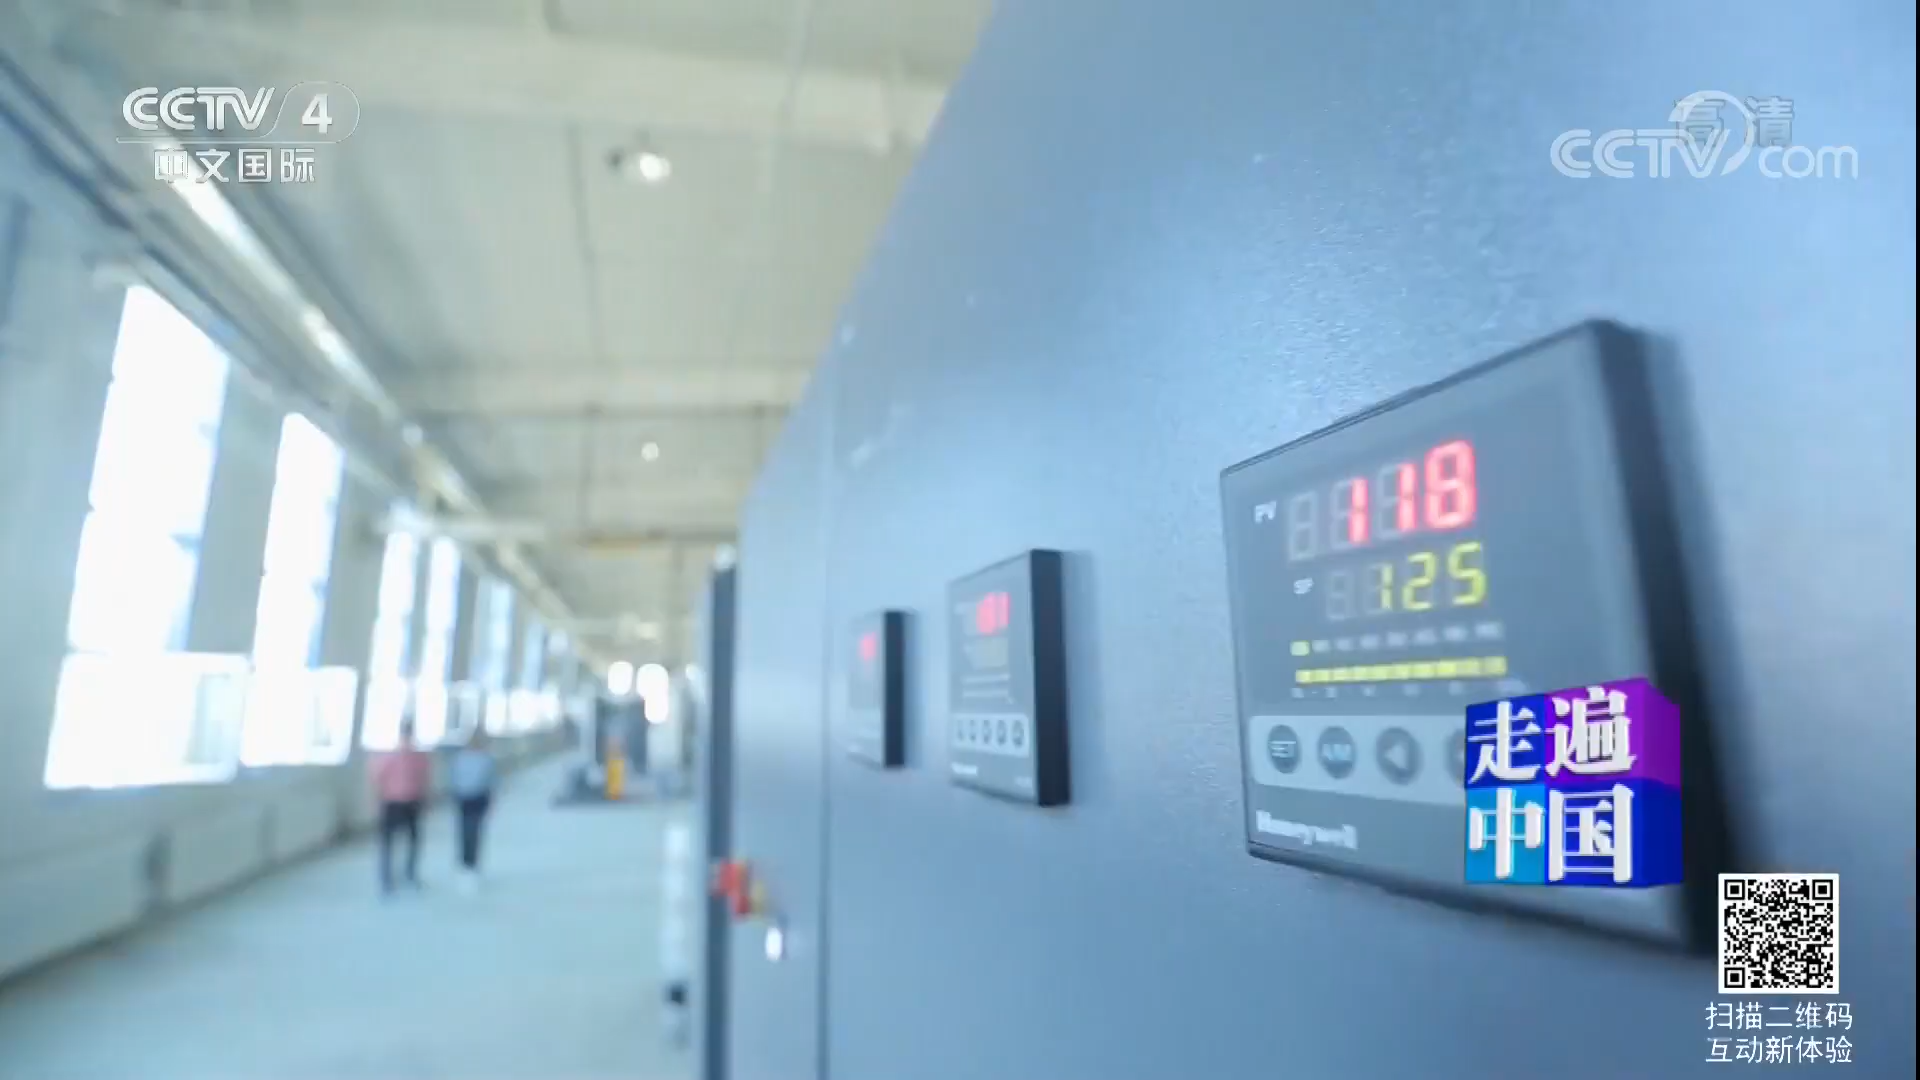 CCTV 4
中文国际
高清
CCTV.com
PV 118
SP 125
SET A/M
Honeywell
走遍
中国
扫描二维码
互动新体验